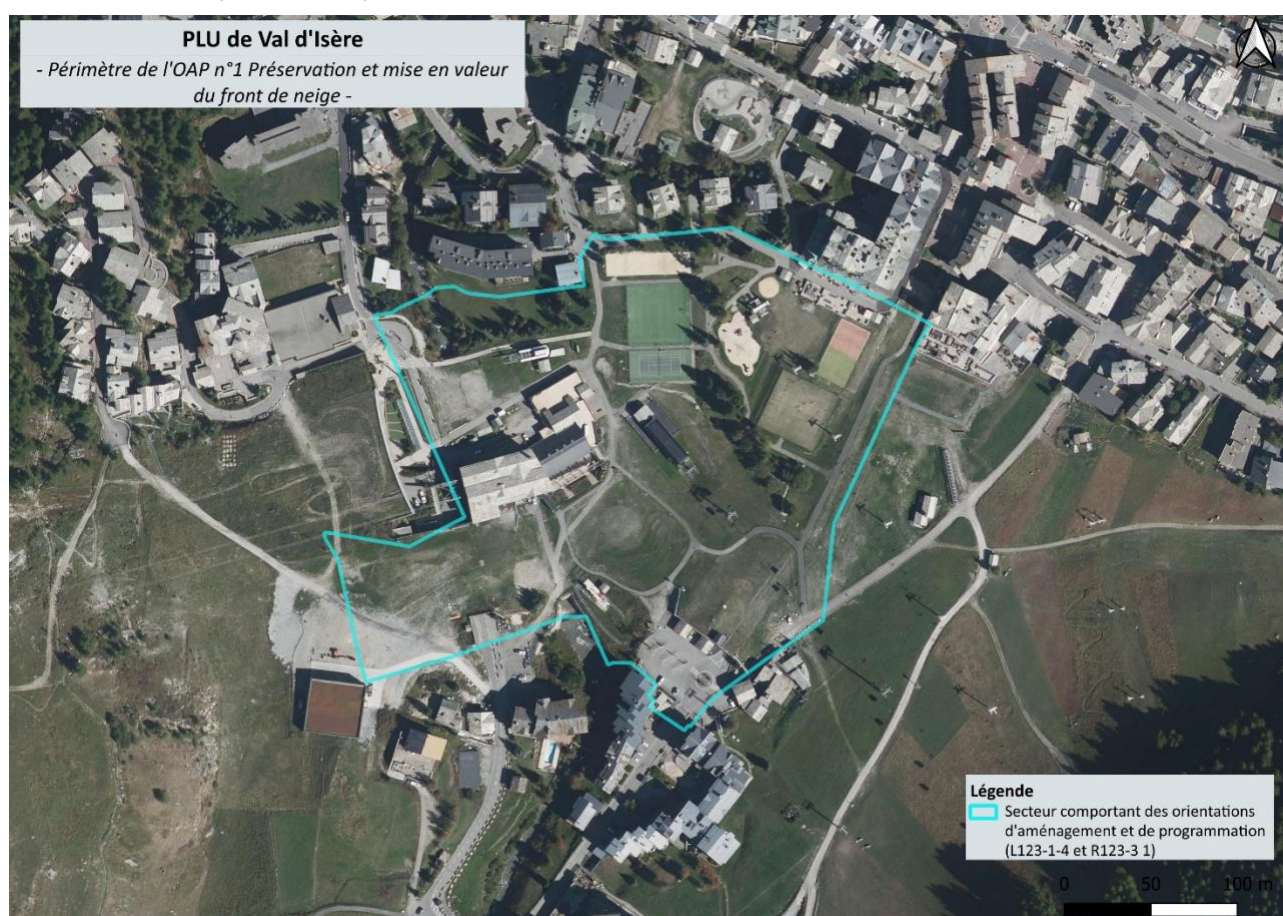 PLU de Val d'Isère
- Périmètre de l'OAP n°1 Préservation et mise en valeur
du front de neige -
Légende
Secteur comportant des orientations
d'aménagement et de programmation
(L123-1-4 et R123-3 1)
0 50 100 m